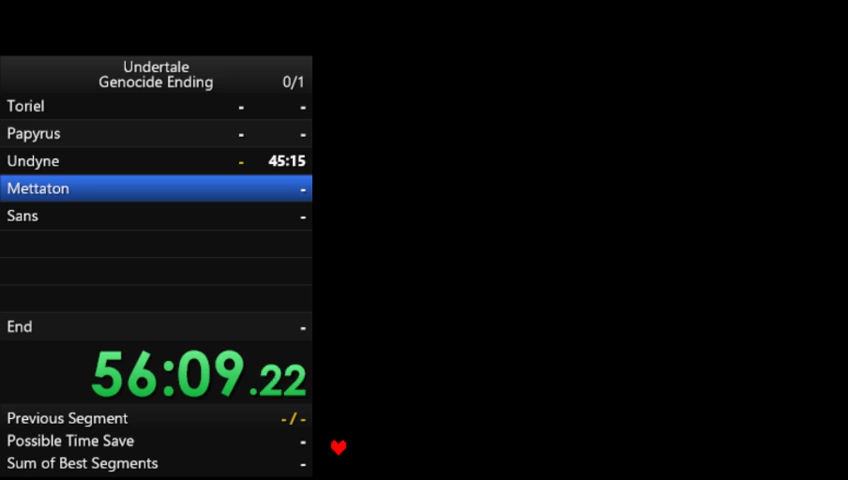 Undertale
Genocide Ending 0/1
Toriel - -
Papyrus - -
Undyne - 45:15
Mettaton -
Sans -
End -
56:09.22
Previous Segment - / -
Possible Time Save -
Sum of Best Segments -